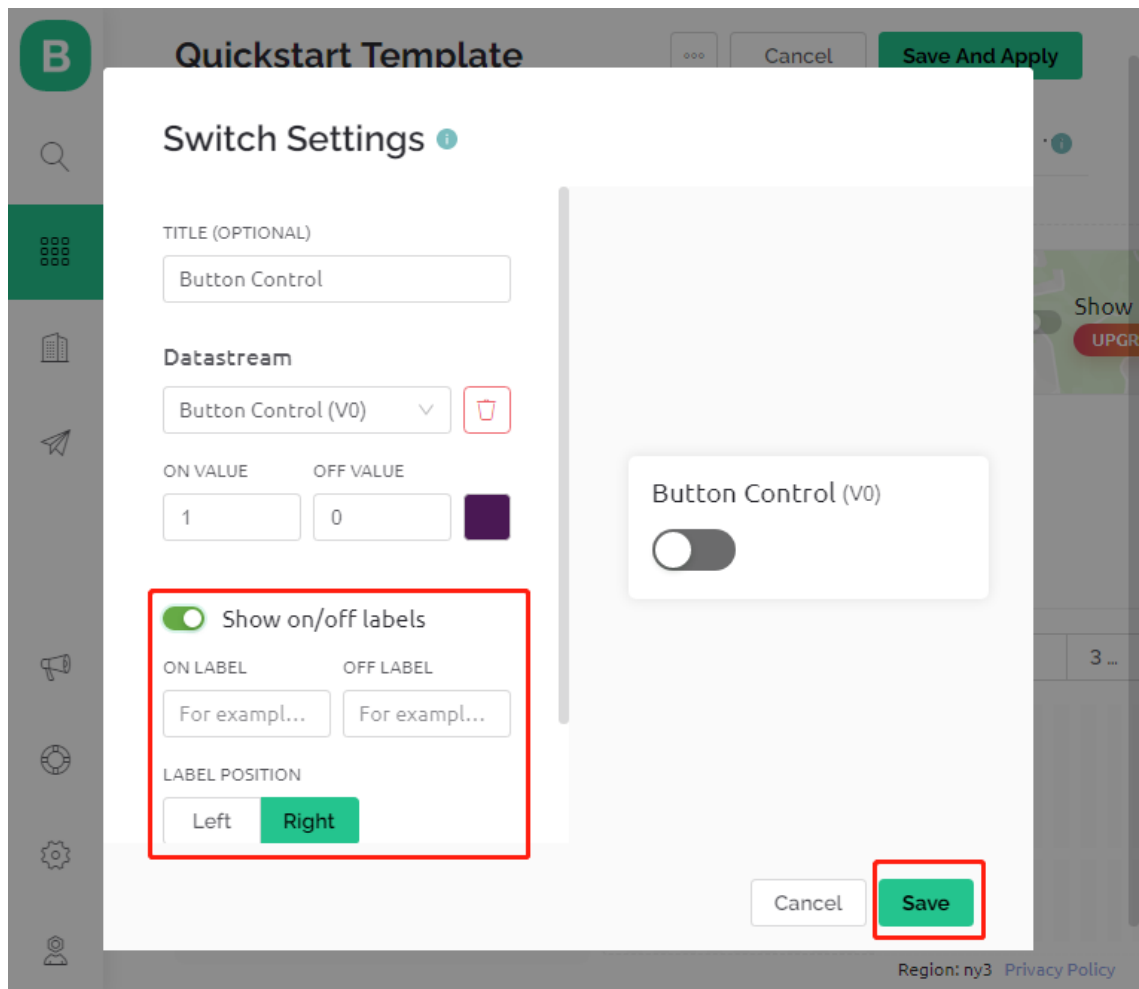 B
Quickstart Template
Cancel
Save And Apply
Switch Settings
TITLE (OPTIONAL)
Button Control
Datastream
Button Control (V0)
ON VALUE OFF VALUE
1 0
Show on/off labels
ON LABEL OFF LABEL
For exampl... For exampl...
LABEL POSITION
Left Right
Button Control (V0)
Show
UPGR
3 ...
Cancel Save
Region: ny3 Privacy Policy